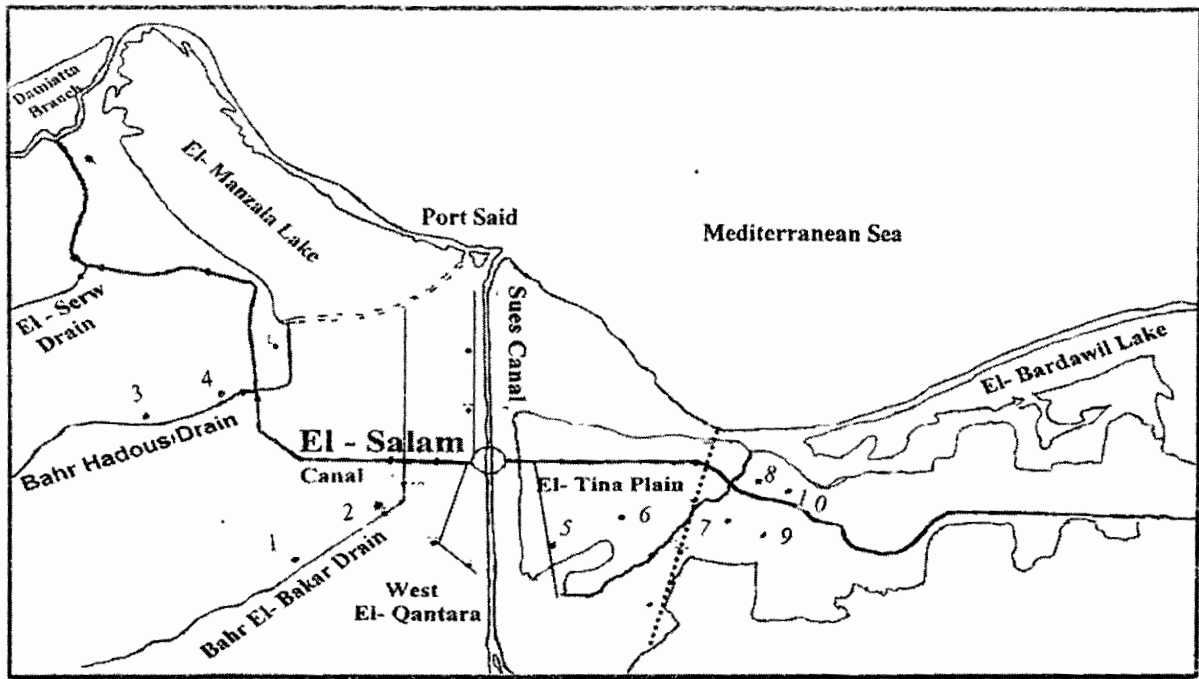 Damiatta
Branch
El- Manzala Lake
Port Said
Mediterranean Sea
El - Serw
Drain
Sues Canal
El- Bardawil Lake
3
4
Bahr Hadous Drain
El - Salam
Canal
El- Tina Plain
8
10
1
2
5
6
7
9
Bahr El- Bakar Drain
West
El- Qantara